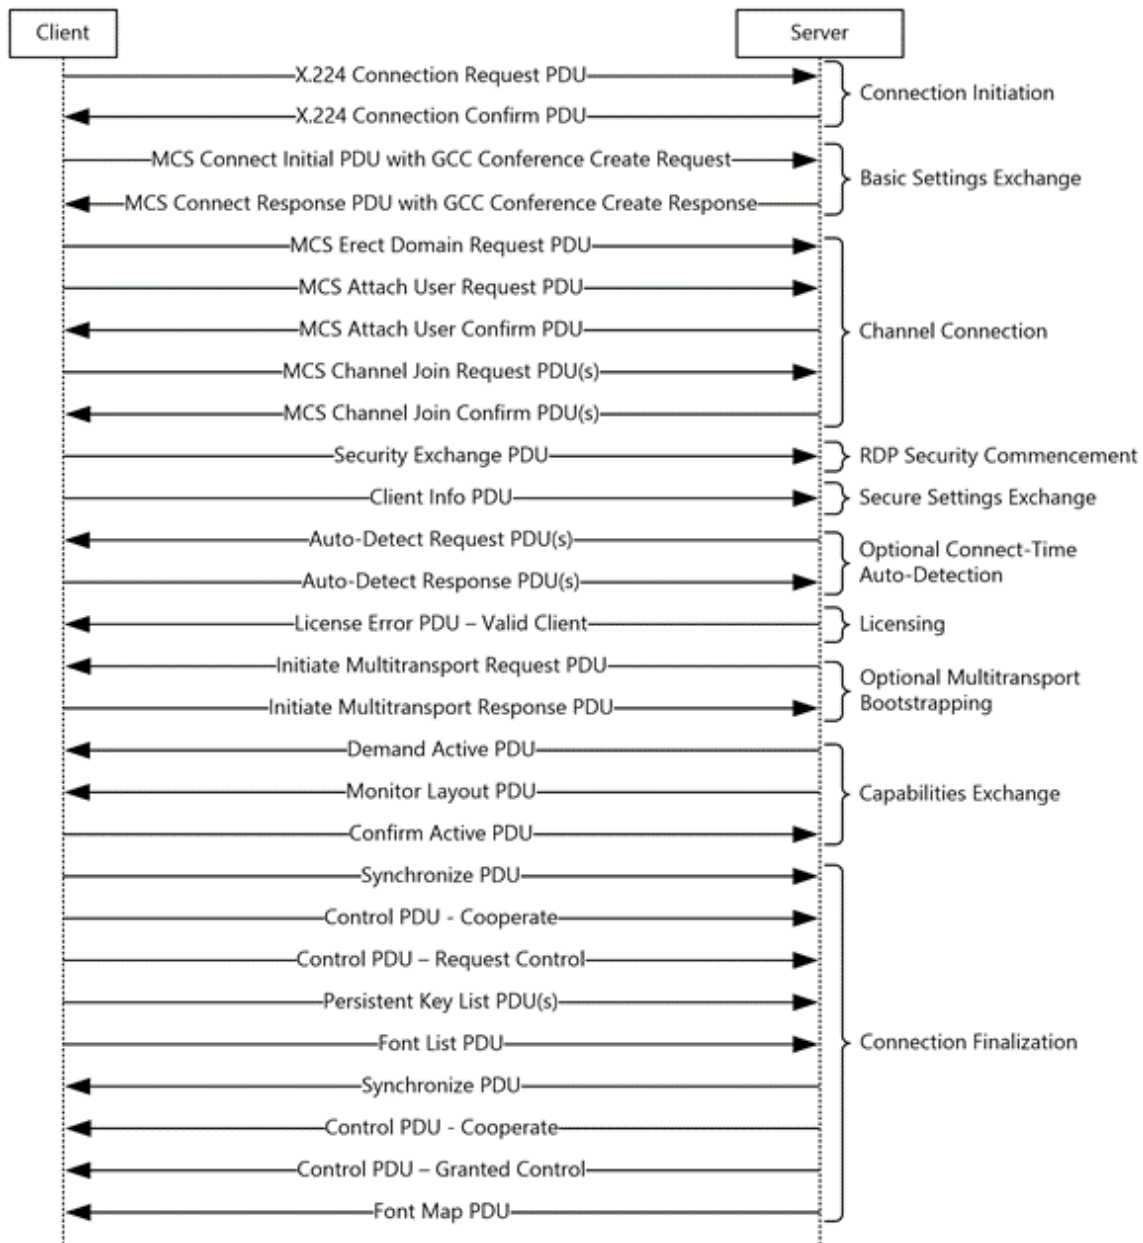 Client
Server
X.224 Connection Request PDU
Connection Initiation
X.224 Connection Confirm PDU
MCS Connect Initial PDU with GCC Conference Create Request
Basic Settings Exchange
MCS Connect Response PDU with GCC Conference Create Response
MCS Erect Domain Request PDU
MCS Attach User Request PDU
MCS Attach User Confirm PDU
Channel Connection
MCS Channel Join Request PDU(s)
MCS Channel Join Confirm PDU(s)
Security Exchange PDU
RDP Security Commencement
Client Info PDU
Secure Settings Exchange
Auto-Detect Request PDU(s)
Optional Connect-Time
Auto-Detection
Auto-Detect Response PDU(s)
License Error PDU – Valid Client
Licensing
Initiate Multitransport Request PDU
Optional Multitransport
Bootstrapping
Initiate Multitransport Response PDU
Demand Active PDU
Monitor Layout PDU
Capabilities Exchange
Confirm Active PDU
Synchronize PDU
Control PDU - Cooperate
Control PDU – Request Control
Persistent Key List PDU(s)
Font List PDU
Connection Finalization
Synchronize PDU
Control PDU - Cooperate
Control PDU – Granted Control
Font Map PDU